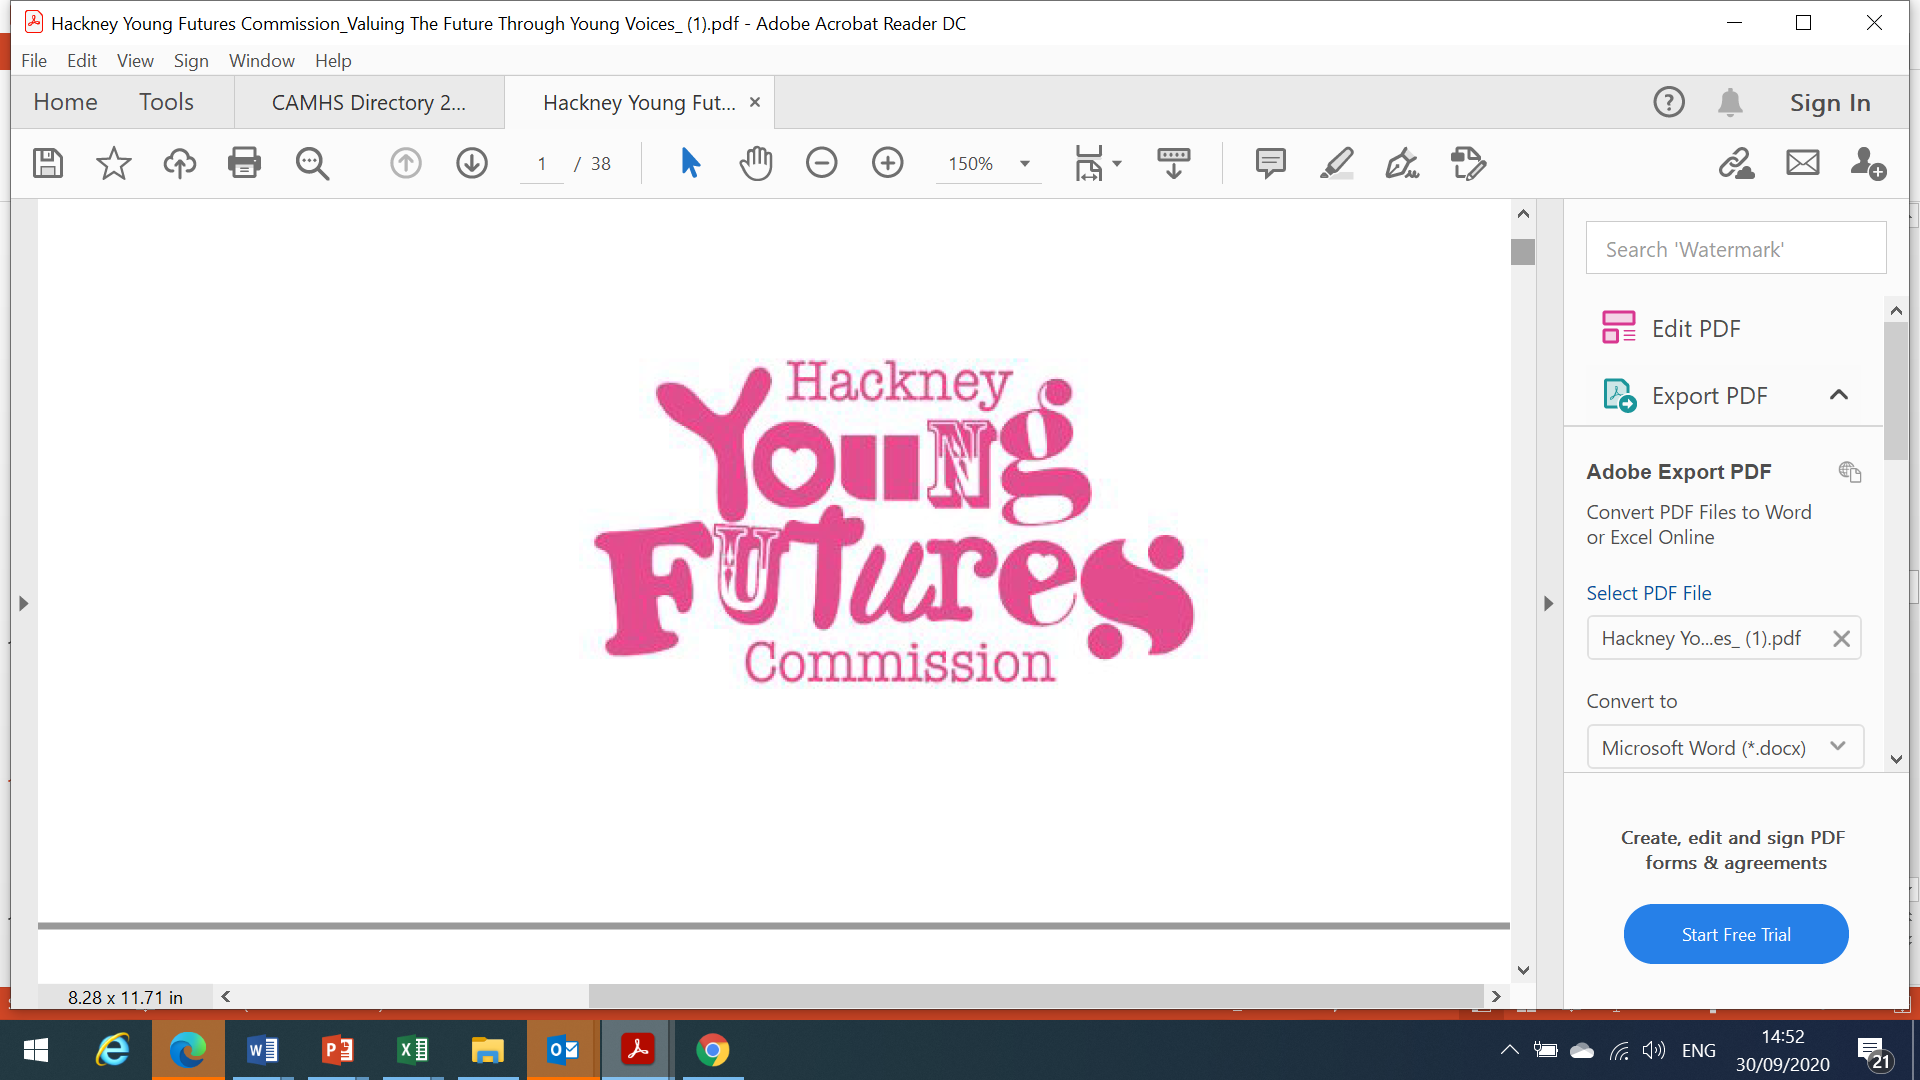 Hackney Young Futures Commission_Valuing The Future Through Young Voices_ (1).pdf - Adobe Acrobat Reader DC
File Edit View Sign Window Help
Home Tools CAMHS Directory 2... Hackney Young Fut... Sign In
1 / 38 150%
Search 'Watermark'
Edit PDF
Export PDF
Adobe Export PDF
Convert PDF Files to Word
or Excel Online
Select PDF File
Hackney Yo...es_ (1).pdf
Convert to
Microsoft Word (*.docx)
Create, edit and sign PDF
forms & agreements
Start Free Trial
Hackney
Young
Futures
Commission
8.28 x 11.71 in
ENG
14:52
30/09/2020
21